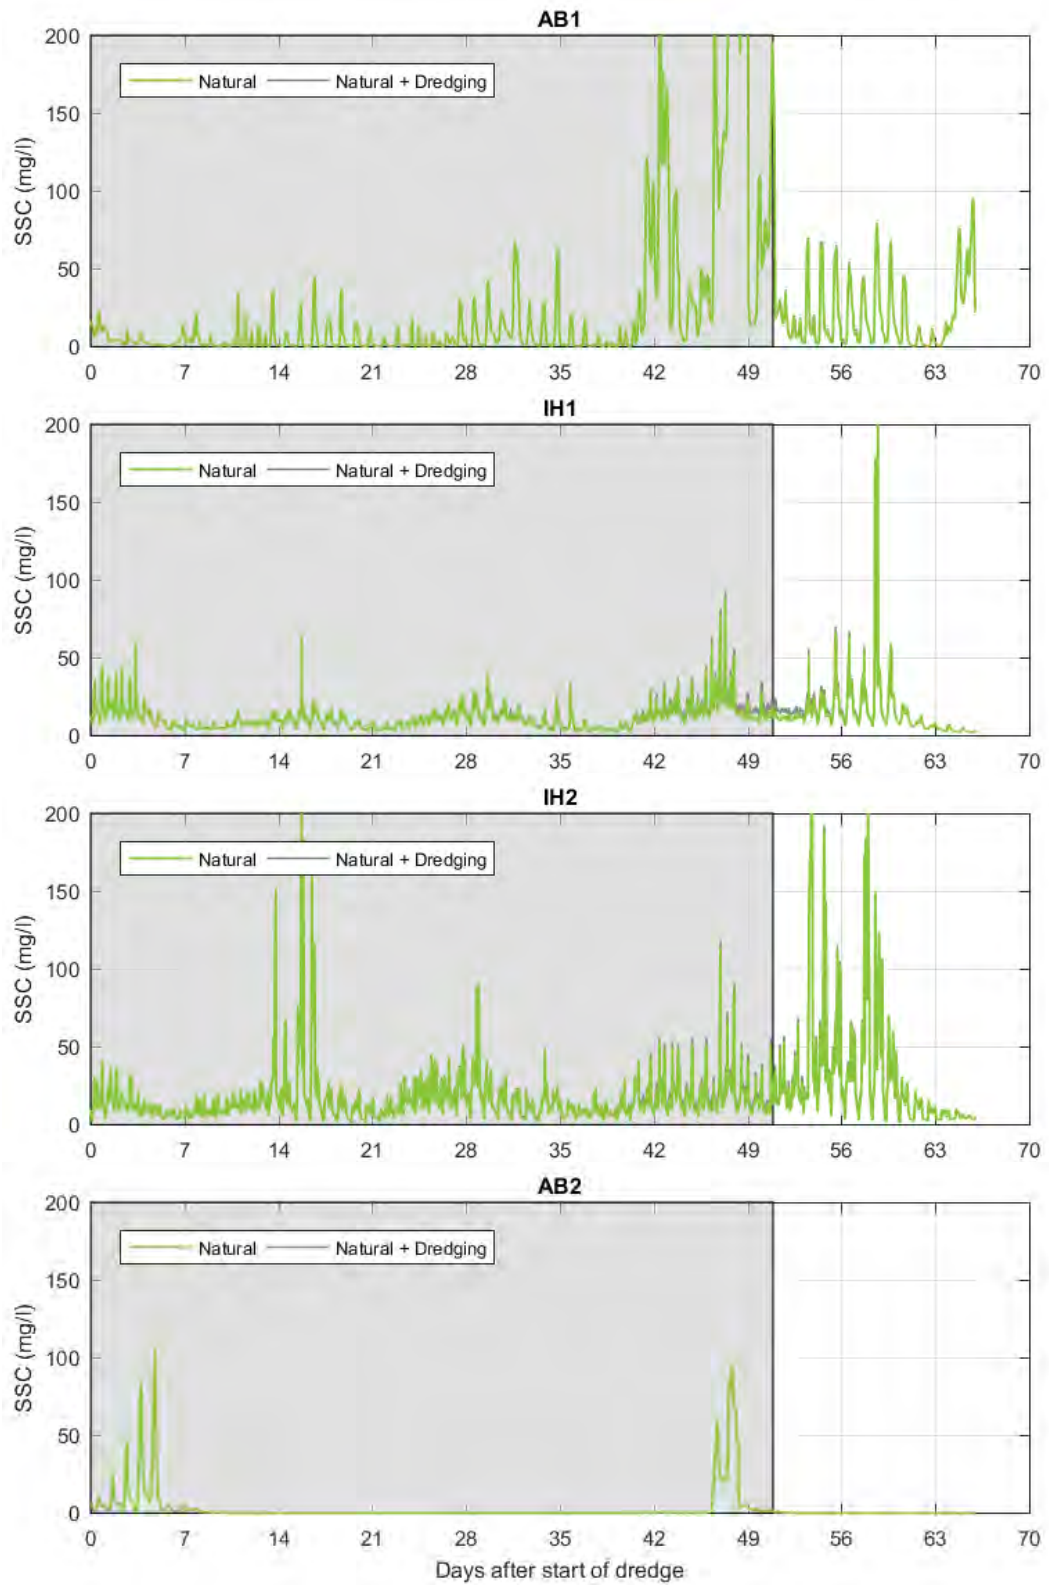 AB1
200
150
100
50
0
SSC (mg/l)
Natural
Natural + Dredging
0 7 14 21 28 35 42 49 56 63 70
IH1
200
150
100
50
0
SSC (mg/l)
Natural
Natural + Dredging
0 7 14 21 28 35 42 49 56 63 70
IH2
200
150
100
50
0
SSC (mg/l)
Natural
Natural + Dredging
0 7 14 21 28 35 42 49 56 63 70
AB2
200
150
100
50
0
SSC (mg/l)
Natural
Natural + Dredging
0 7 14 21 28 35 42 49 56 63 70
Days after start of dredge